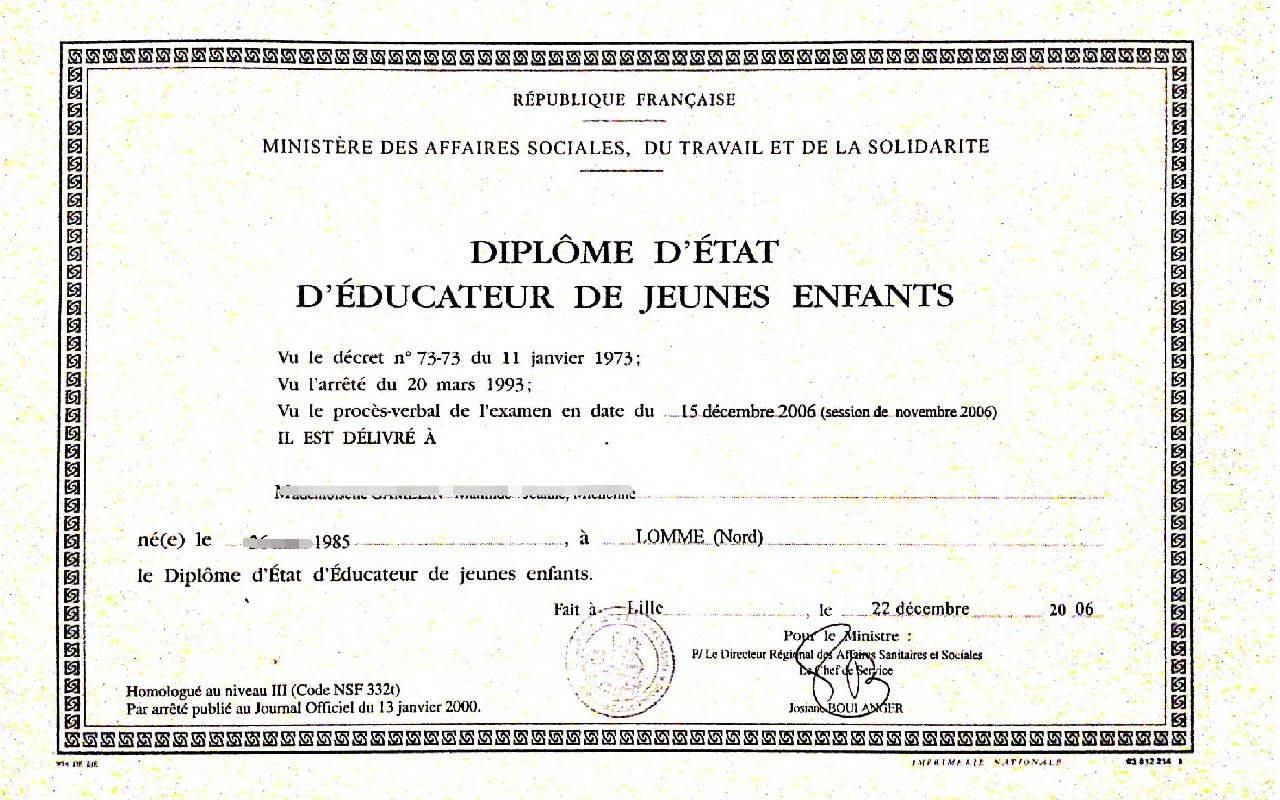 RÉPUBLIQUE FRANÇAISE
MINISTÈRE DES AFFAIRES SOCIALES, DU TRAVAIL ET DE LA SOLIDARITE
DIPLÔME D'ÉTAT
D'ÉDUCATEUR DE JEUNES ENFANTS
Vu le décret n° 73-73 du 11 janvier 1973;
Vu l'arrêté du 20 mars 1993;
Vu le procès-verbal de l'examen en date du 15 décembre 2006 (session de novembre 2006)
IL EST DÉLIVRÉ À
né(e) le 1985, à LOMME (Nord)
le Diplôme d'État d'Éducateur de jeunes enfants.
Fait à Lille, le 22 décembre 20 06
Pour le Ministre :
P/ Le Directeur Régional des Affaires Sanitaires et Sociales
Le Chef de Service
Josiane BOULANGER
Homologué au niveau III (Code NSF 332t)
Par arrêté publié au Journal Officiel du 13 janvier 2000.
IMPRIMERIE NATIONALE